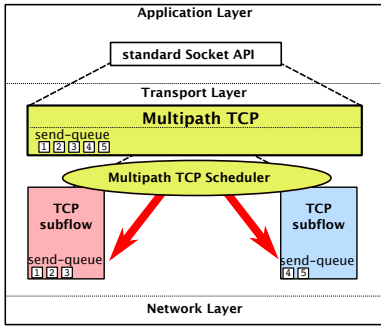 Application Layer
standard Socket API
Transport Layer
Multipath TCP
send-queue
1 2 3 4 5
Multipath TCP Scheduler
TCP
subflow
send-queue
1 2 3
TCP
subflow
send-queue
4 5
Network Layer